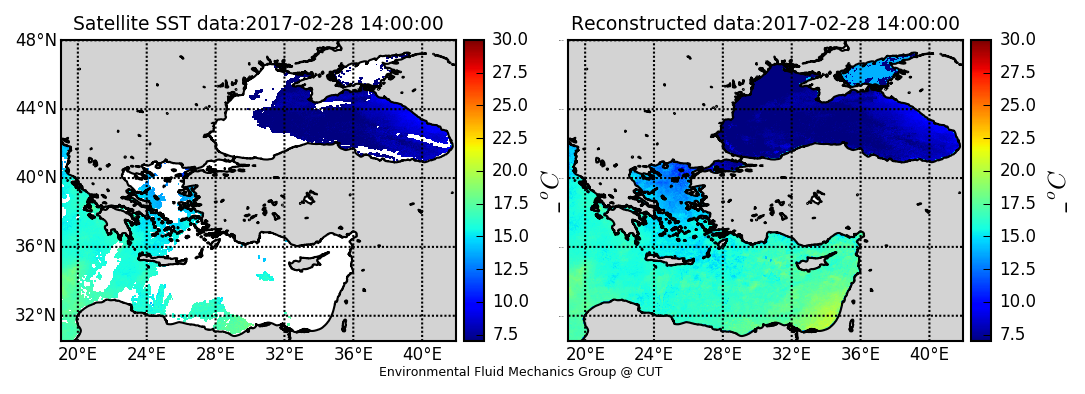 Satellite SST data:2017-02-28 14:00:00
Reconstructed data:2017-02-28 14:00:00
48°N
44°N
40°N
36°N
32°N
20°E 24°E 28°E 32°E 36°E 40°E
30.0
27.5
25.0
22.5
20.0
17.5
15.0
12.5
10.0
7.5
_°C
20°E 24°E 28°E 32°E 36°E 40°E
30.0
27.5
25.0
22.5
20.0
17.5
15.0
12.5
10.0
7.5
_°C
Environmental Fluid Mechanics Group @ CUT